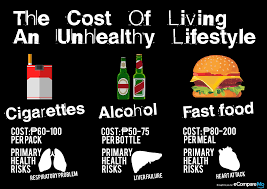 The Cost Of Living
An Unhealthy Lifestyle
Cigarettes
COST:₱60-100
PER PACK
PRIMARY
HEALTH
RISKS
RESPIRATORY PROBLEM
Alcohol
COST:₱50-75
PER BOTTLE
PRIMARY
HEALTH
RISKS
LIVER FAILURE
Fast food
COST:₱80-200
PER MEAL
PRIMARY
HEALTH
RISKS
HEART ATTACK
eCompareMo